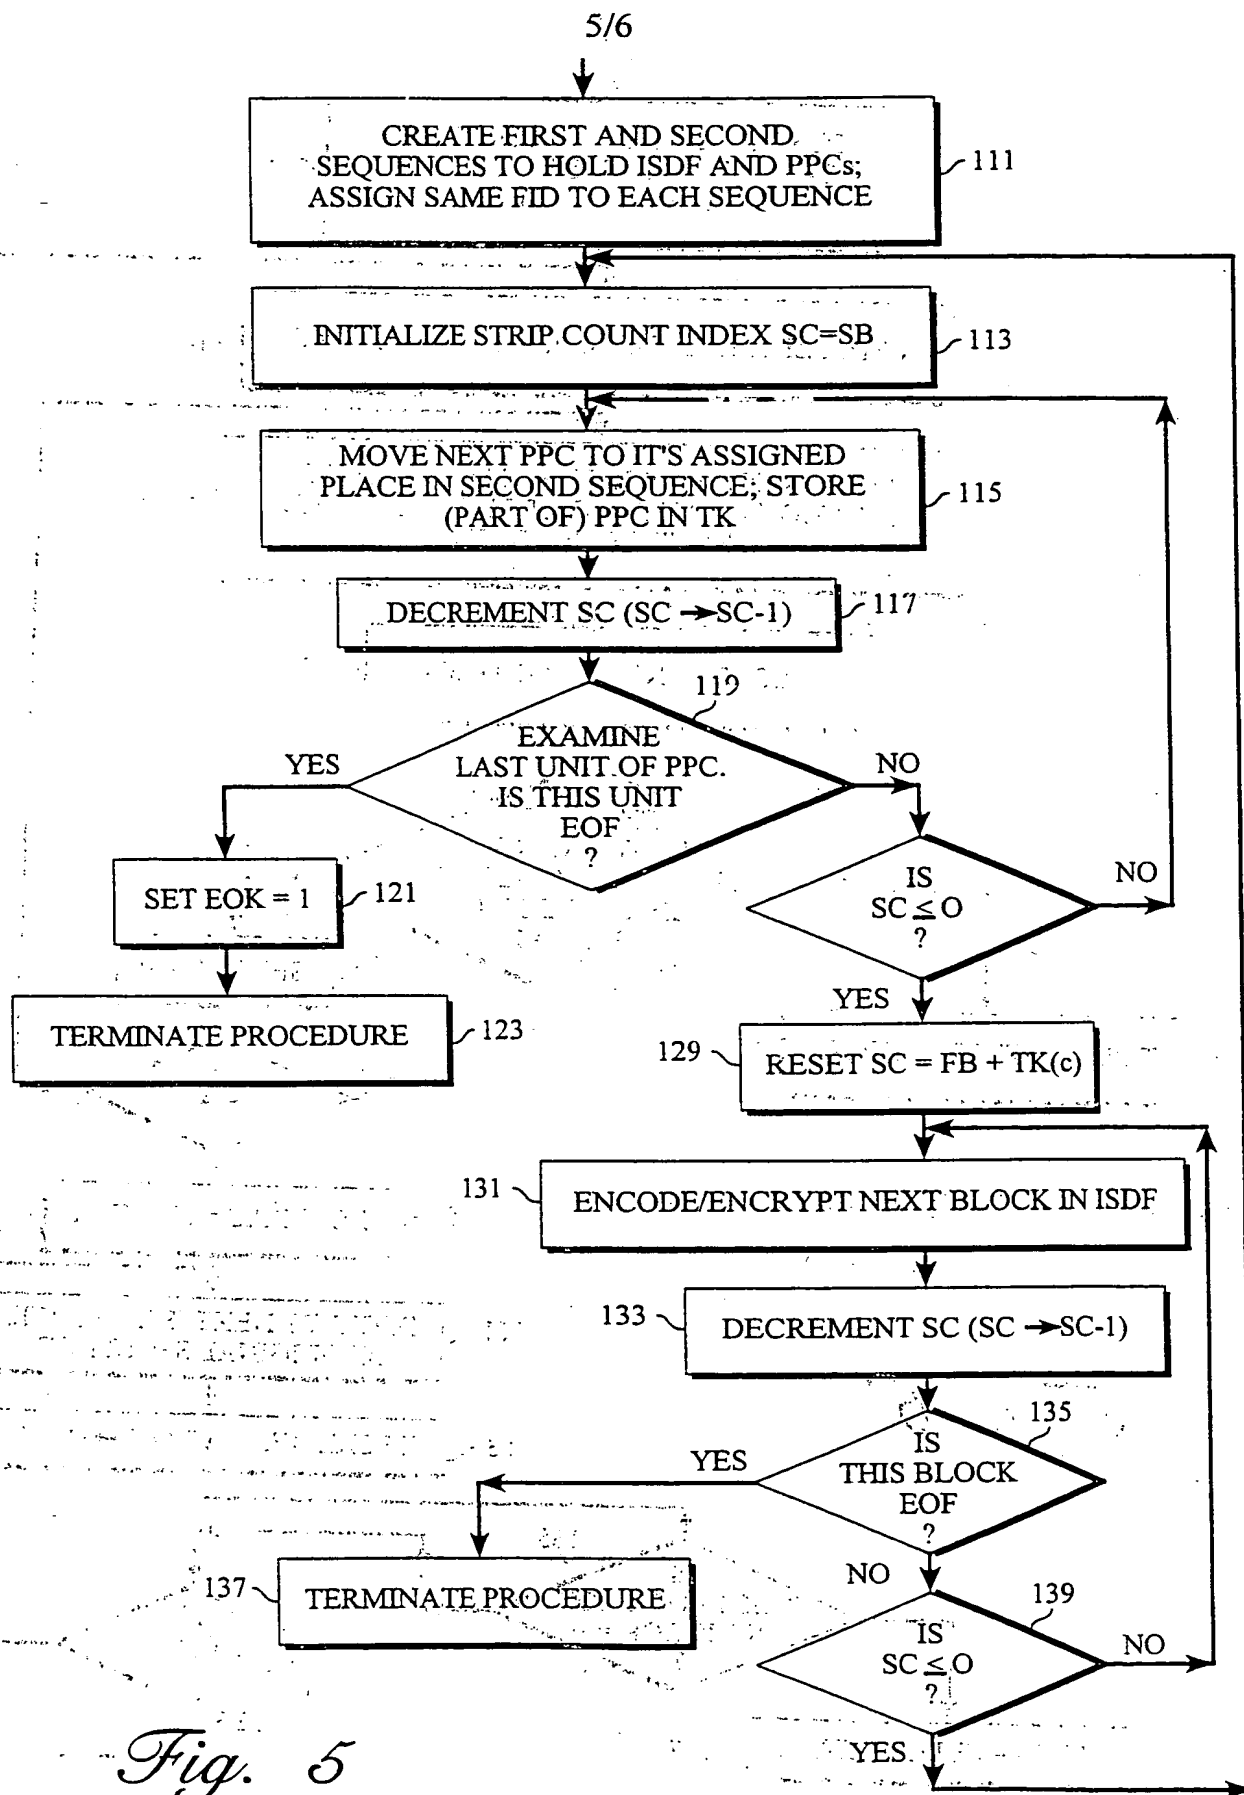 5/6
CREATE FIRST AND SECOND
SEQUENCES TO HOLD ISDF AND PPCs;
ASSIGN SAME FID TO EACH SEQUENCE
111
INITIALIZE STRIP COUNT INDEX SC=SB
113
MOVE NEXT PPC TO IT'S ASSIGNED
PLACE IN SECOND SEQUENCE; STORE
(PART OF) PPC IN TK
115
DECREMENT SC (SC →SC-1)
117
119
EXAMINE
LAST UNIT OF PPC.
IS THIS UNIT
EOF
?
YES
NO
SET EOK = 1
121
IS
SC ≤ O
?
NO
YES
TERMINATE PROCEDURE
123
129
RESET SC = FB + TK(c)
131
ENCODE/ENCRYPT NEXT BLOCK IN ISDF
133
DECREMENT SC (SC →SC-1)
135
IS
THIS BLOCK
EOF
?
YES
NO
137
TERMINATE PROCEDURE
139
IS
SC ≤ O
?
NO
YES
Fig. 5